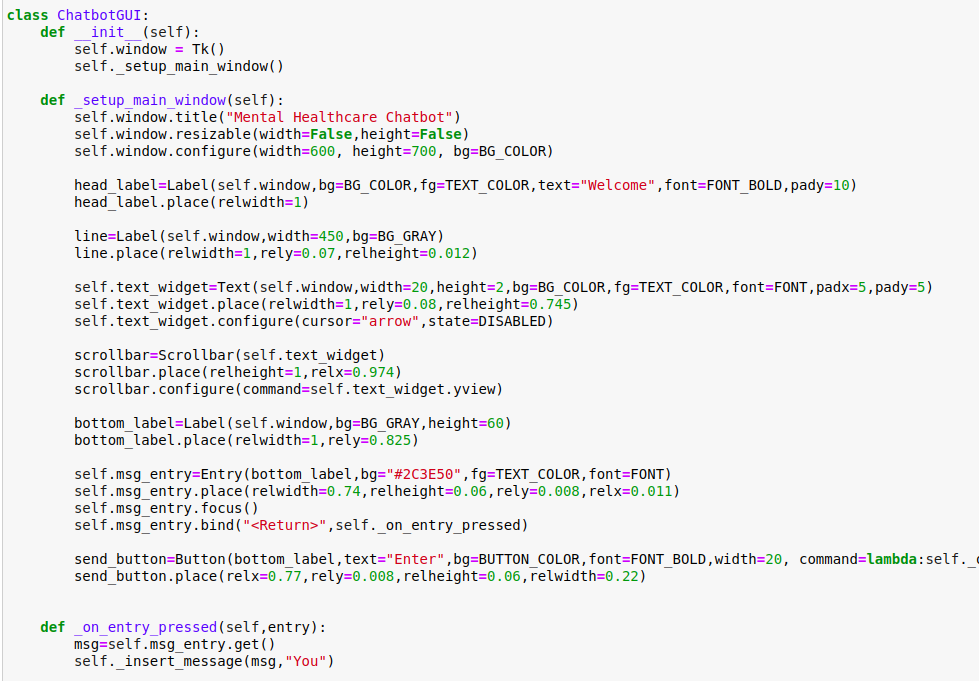 class ChatbotGUI:
    def __init__(self):
        self.window = Tk()
        self._setup_main_window()

    def _setup_main_window(self):
        self.window.title("Mental Healthcare Chatbot")
        self.window.resizable(width=False,height=False)
        self.window.configure(width=600, height=700, bg=BG_COLOR)

        head_label=Label(self.window,bg=BG_COLOR,fg=TEXT_COLOR,text="Welcome",font=FONT_BOLD,pady=10)
        head_label.place(relwidth=1)

        line=Label(self.window,width=450,bg=BG_GRAY)
        line.place(relwidth=1,rely=0.07,relheight=0.012)

        self.text_widget=Text(self.window,width=20,height=2,bg=BG_COLOR,fg=TEXT_COLOR,font=FONT,padx=5,pady=5)
        self.text_widget.place(relwidth=1,rely=0.08,relheight=0.745)
        self.text_widget.configure(cursor="arrow",state=DISABLED)

        scrollbar=Scrollbar(self.text_widget)
        scrollbar.place(relheight=1,relx=0.974)
        scrollbar.configure(command=self.text_widget.yview)

        bottom_label=Label(self.window,bg=BG_GRAY,height=60)
        bottom_label.place(relwidth=1,rely=0.825)

        self.msg_entry=Entry(bottom_label,bg="#2C3E50",fg=TEXT_COLOR,font=FONT)
        self.msg_entry.place(relwidth=0.74,relheight=0.06,rely=0.008,relx=0.011)
        self.msg_entry.focus()
        self.msg_entry.bind("<Return>",self._on_entry_pressed)

        send_button=Button(bottom_label,text="Enter",bg=BUTTON_COLOR,font=FONT_BOLD,width=20, command=lambda:self._
        send_button.place(relx=0.77,rely=0.008,relheight=0.06,relwidth=0.22)

    def _on_entry_pressed(self,entry):
        msg=self.msg_entry.get()
        self._insert_message(msg,"You")